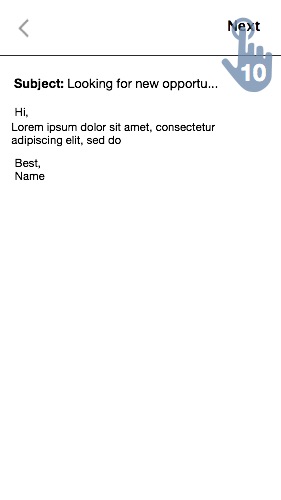 Next
10
Subject: Looking for new opportu...
Hi,
Lorem ipsum dolor sit amet, consectetur
adipiscing elit, sed do
Best,
Name